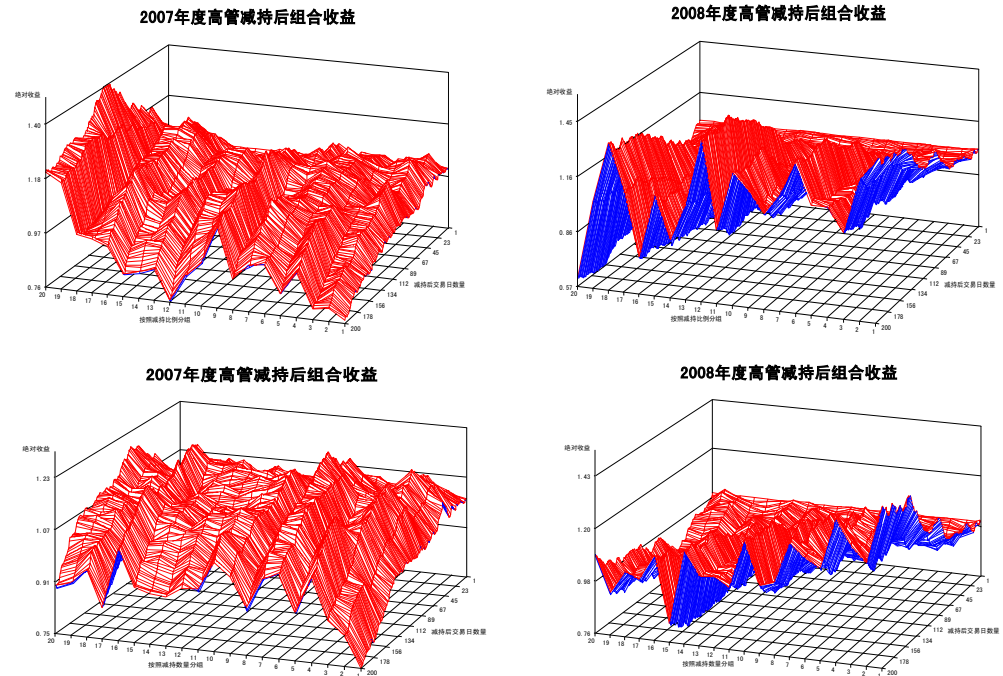 2007年度高管减持后组合收益
绝对收益
1.40
1.18
0.97
0.76
20 19 18 17 16 15 14 13 12 11 10 9 8 7 6 5 4 3 2 1
按照减持比例分组
1 23 45 67 89 112 134 156 178 200
减持后交易日数量
2008年度高管减持后组合收益
绝对收益
1.45
1.16
0.86
0.57
20 19 18 17 16 15 14 13 12 11 10 9 8 7 6 5 4 3 2 1
按照减持比例分组
1 23 45 67 89 112 134 156 178 200
减持后交易日数量
2007年度高管减持后组合收益
绝对收益
1.23
1.07
0.91
0.75
20 19 18 17 16 15 14 13 12 11 10 9 8 7 6 5 4 3 2 1
按照减持数量分组
1 23 45 67 89 112 134 156 178 200
减持后交易日数量
2008年度高管减持后组合收益
绝对收益
1.43
1.20
0.98
0.76
20 19 18 17 16 15 14 13 12 11 10 9 8 7 6 5 4 3 2 1
按照减持数量分组
1 23 45 67 89 112 134 156 178 200
减持后交易日数量